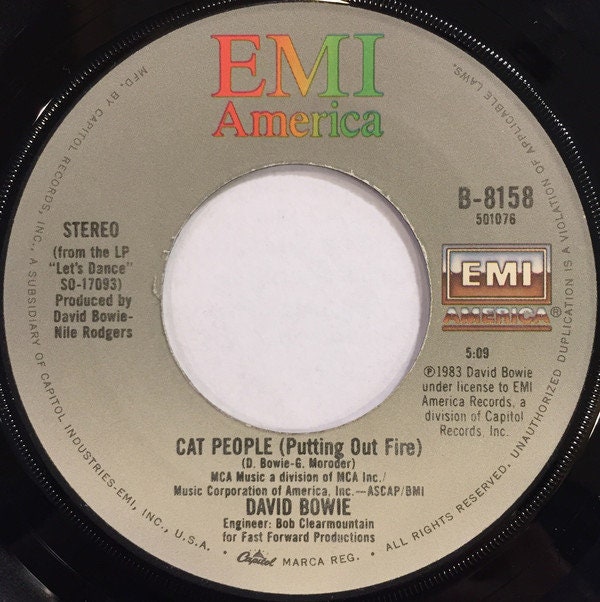 EMI
America
B-8158
501076
STEREO
(from the LP
"Let's Dance"
SO-17093)
Produced by
David Bowie-
Nile Rodgers
EMI
AMERICA®
5:09
℗1983 David Bowie
under license to EMI
America Records, a
division of Capitol
Records, Inc.
CAT PEOPLE (Putting Out Fire)
(D. Bowie-G. Moroder)
MCA Music a division of MCA Inc./
Music Corporation of America, Inc.—ASCAP/BMI
DAVID BOWIE
Engineer: Bob Clearmountain
for Fast Forward Productions
MFD. BY CAPITOL RECORDS, INC., A SUBSIDIARY OF CAPITOL INDUSTRIES-EMI, INC., U.S.A. • Capitol MARCA REG. • ALL RIGHTS RESERVED. UNAUTHORIZED DUPLICATION IS A VIOLATION OF APPLICABLE LAWS.